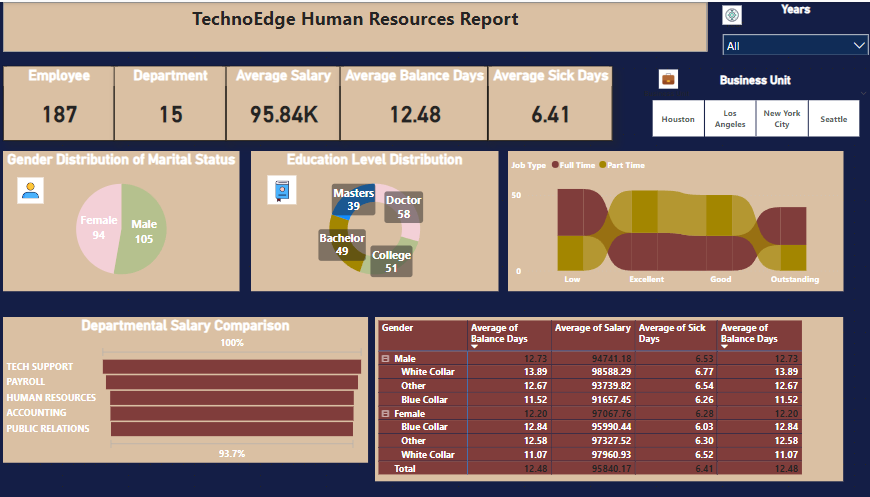 TechnoEdge Human Resources Report
Years
All
Employee
187
Department
15
Average Salary
95.84K
Average Balance Days
12.48
Average Sick Days
6.41
Business Unit
Houston
Los
Angeles
New York
City
Seattle
Gender Distribution of Marital Status
Female
94
Male
105
Education Level Distribution
Masters
39
Doctor
58
Bachelor
49
College
51
Job Type Full Time Part Time
50
0
Low Excellent Good Outstanding
Departmental Salary Comparison
100%
TECH SUPPORT
PAYROLL
HUMAN RESOURCES
ACCOUNTING
PUBLIC RELATIONS
93.7%
Gender Average of Balance Days Average of Salary Average of Sick Days Average of Balance Days
Male 12.73 94741.18 6.53 12.73
White Collar 13.89 98588.29 6.77 13.89
Other 12.67 93739.82 6.54 12.67
Blue Collar 11.52 91657.45 6.26 11.52
Female 12.20 97067.76 6.28 12.20
Blue Collar 12.84 95990.44 6.03 12.84
Other 12.58 97327.52 6.30 12.58
White Collar 11.07 97960.93 6.52 11.07
Total 12.48 95840.17 6.41 12.48